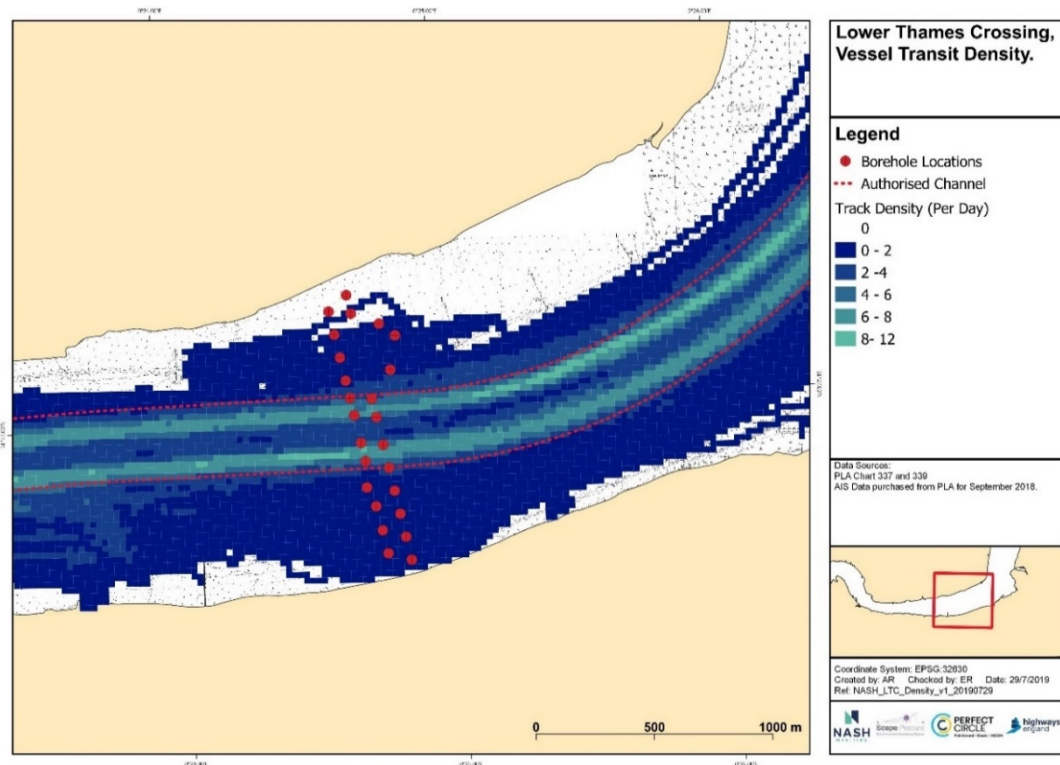 Lower Thames Crossing,
Vessel Transit Density.
Legend
Borehole Locations
Authorised Channel
Track Density (Per Day)
0
0 - 2
2 -4
4 - 6
6 - 8
8- 12
Data Sources:
PLA Chart 337 and 339
AIS Data purchased from PLA for September 2018.
Coordinate System: EPSG:32630
Created by: AR Checked by: ER Date: 29/7/2019
Ref: NASH_LTC_Density_v1_20190729
NASH
MARITIME
PERFECT
CIRCLE
highways
england
0 500 1000 m